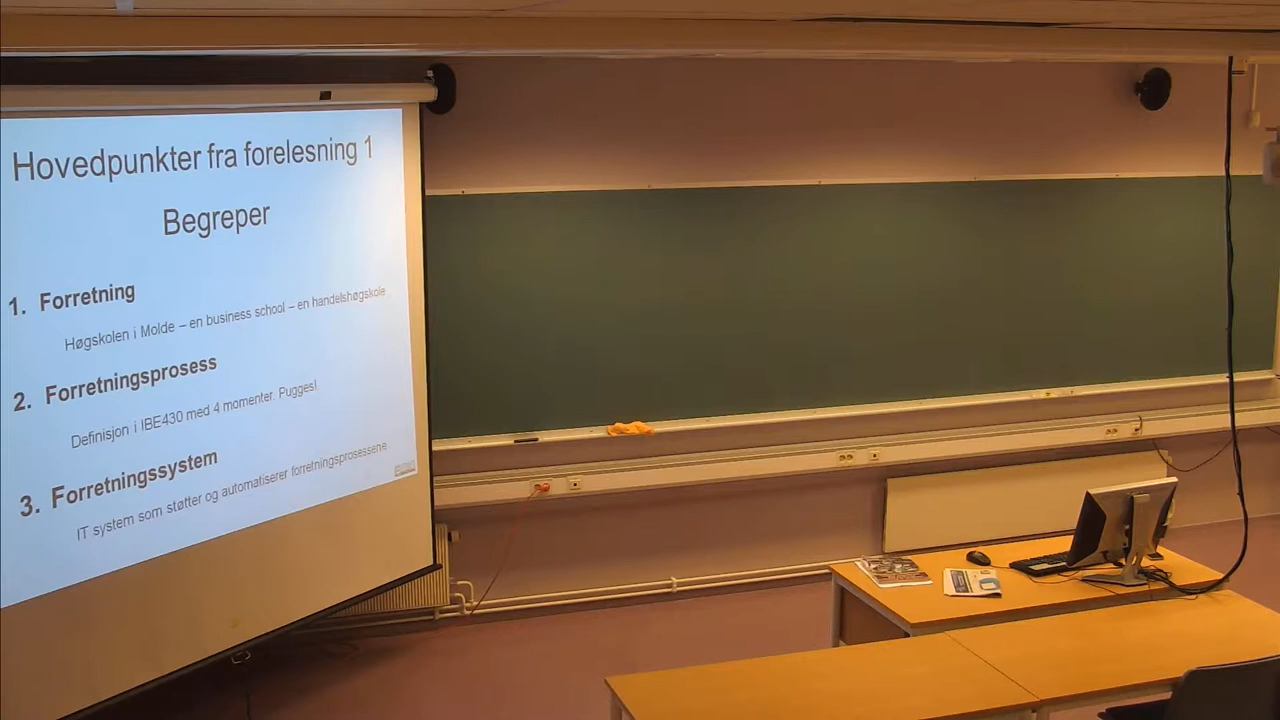 Hovedpunkter fra forelesning 1
Begreper
1. Forretning
Høgskolen i Molde – en business school – en handelshøgskole
2. Forretningsprosess
Definisjon i IBE430 med 4 momenter. Pugges!
3. Forretningssystem
IT system som støtter og automatiserer forretningsprosessene